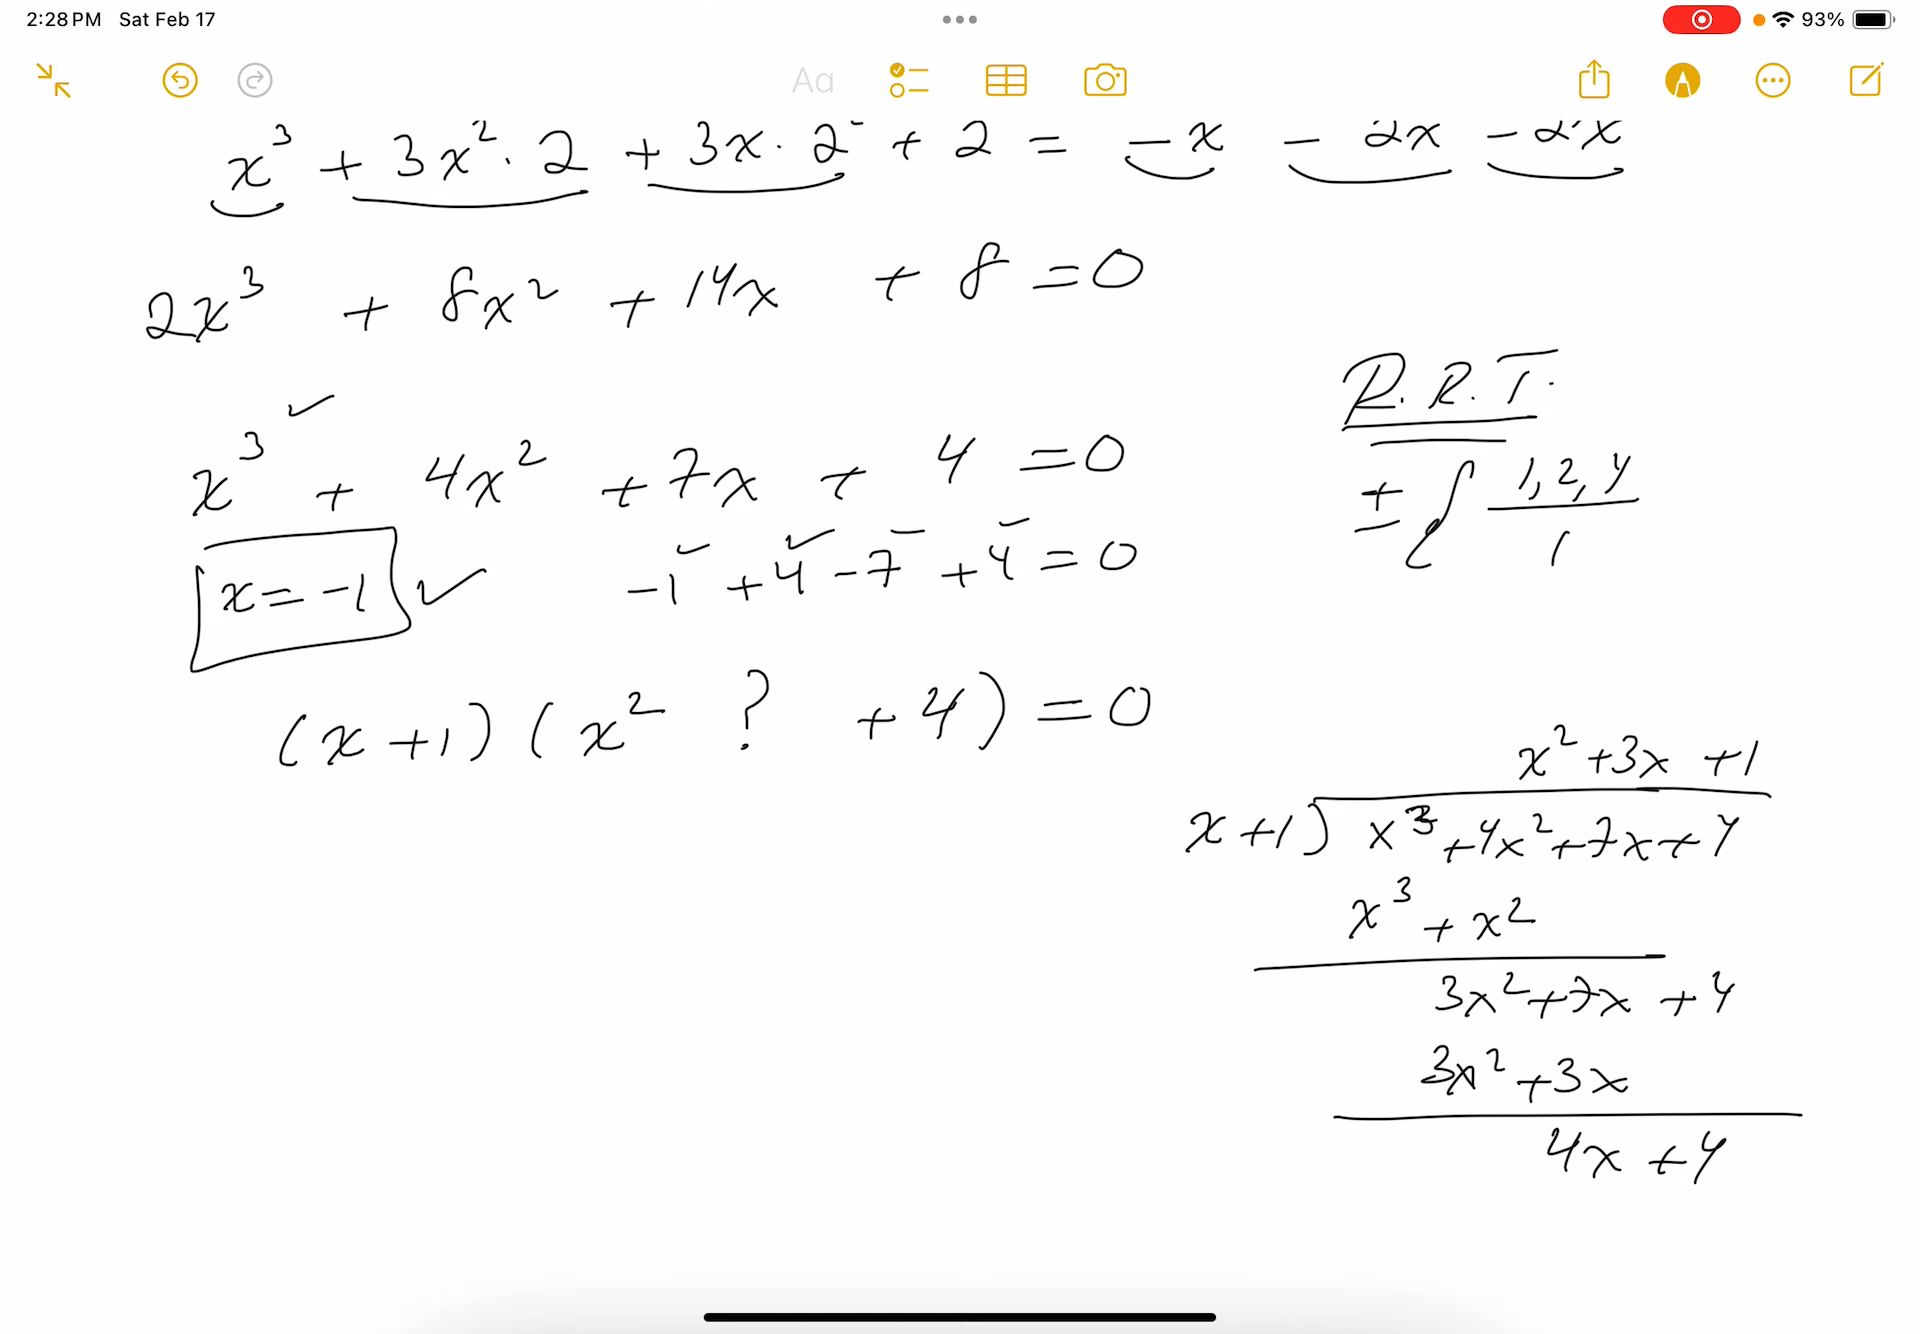 2:28 PM Sat Feb 17
93%
Aa
x³ + 3x²·2 + 3x·2 + 2 = -x - 2x - 2x
2x³ + 8x² + 14x + 8 = 0
R.R.T.
x³ + 4x² + 7x + 4 = 0
± { 1, 2, 4 / 1
x = -1
-1 + 4 - 7 + 4 = 0
(x+1)(x² ? + 4) = 0
x² + 3x + 1
x+1) x³ + 4x² + 7x + 4
x³ + x²
3x² + 7x + 4
3x² + 3x
4x + 4